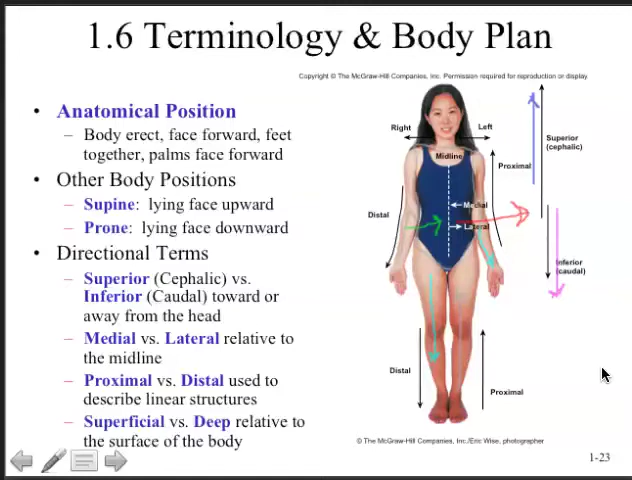 1.6 Terminology & Body Plan
Copyright © The McGraw-Hill Companies, Inc. Permission required for reproduction or display
• Anatomical Position
– Body erect, face forward, feet
together, palms face forward
• Other Body Positions
– Supine: lying face upward
– Prone: lying face downward
• Directional Terms
– Superior (Cephalic) vs.
Inferior (Caudal) toward or
away from the head
– Medial vs. Lateral relative to
the midline
– Proximal vs. Distal used to
describe linear structures
– Superficial vs. Deep relative to
the surface of the body
Right
Left
Midline
Superior
(cephalic)
Proximal
Medial
Distal
Lateral
Inferior
(caudal)
Distal
Proximal
© The McGraw-Hill Companies, Inc./Eric Wise, photographer
1-23